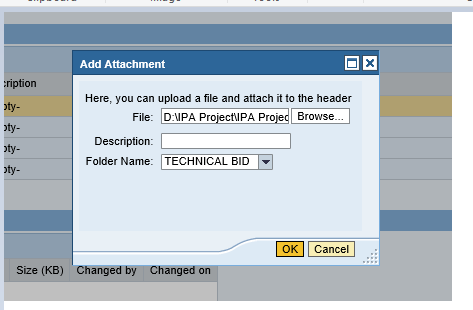 cription
pty-
pty-
pty-
pty-
Add Attachment
Here, you can upload a file and attach it to the header
File: D:\IPA Project\IPA Projec Browse...
Description:
Folder Name: TECHNICAL BID
OK Cancel
Size (KB) Changed by Changed on